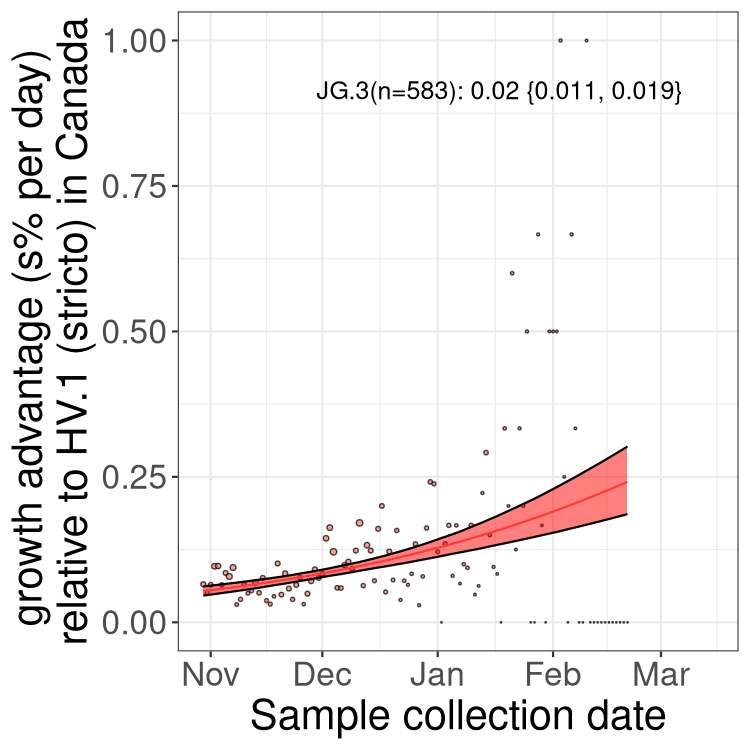 growth advantage (s% per day)
relative to HV.1 (stricto) in Canada
1.00
0.75
0.50
0.25
0.00
JG.3(n=583): 0.02 {0.011, 0.019}
Nov Dec Jan Feb Mar
Sample collection date